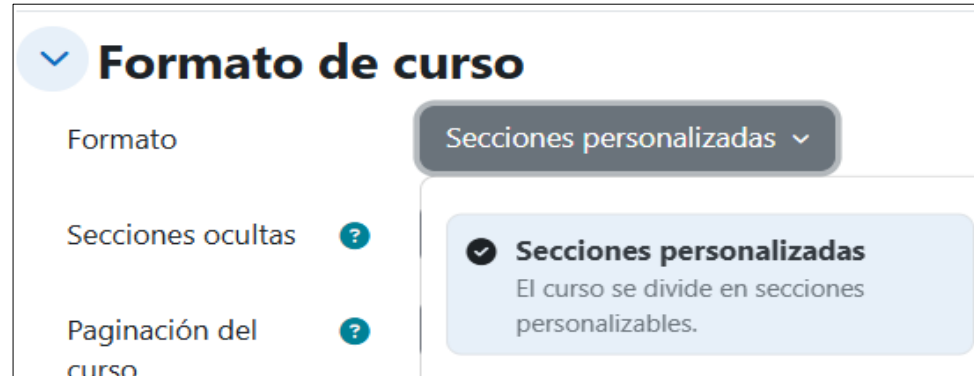 Formato de curso
Formato
Secciones personalizadas
Secciones ocultas
?
Secciones personalizadas
El curso se divide en secciones
personalizables.
Paginación del
?
curso